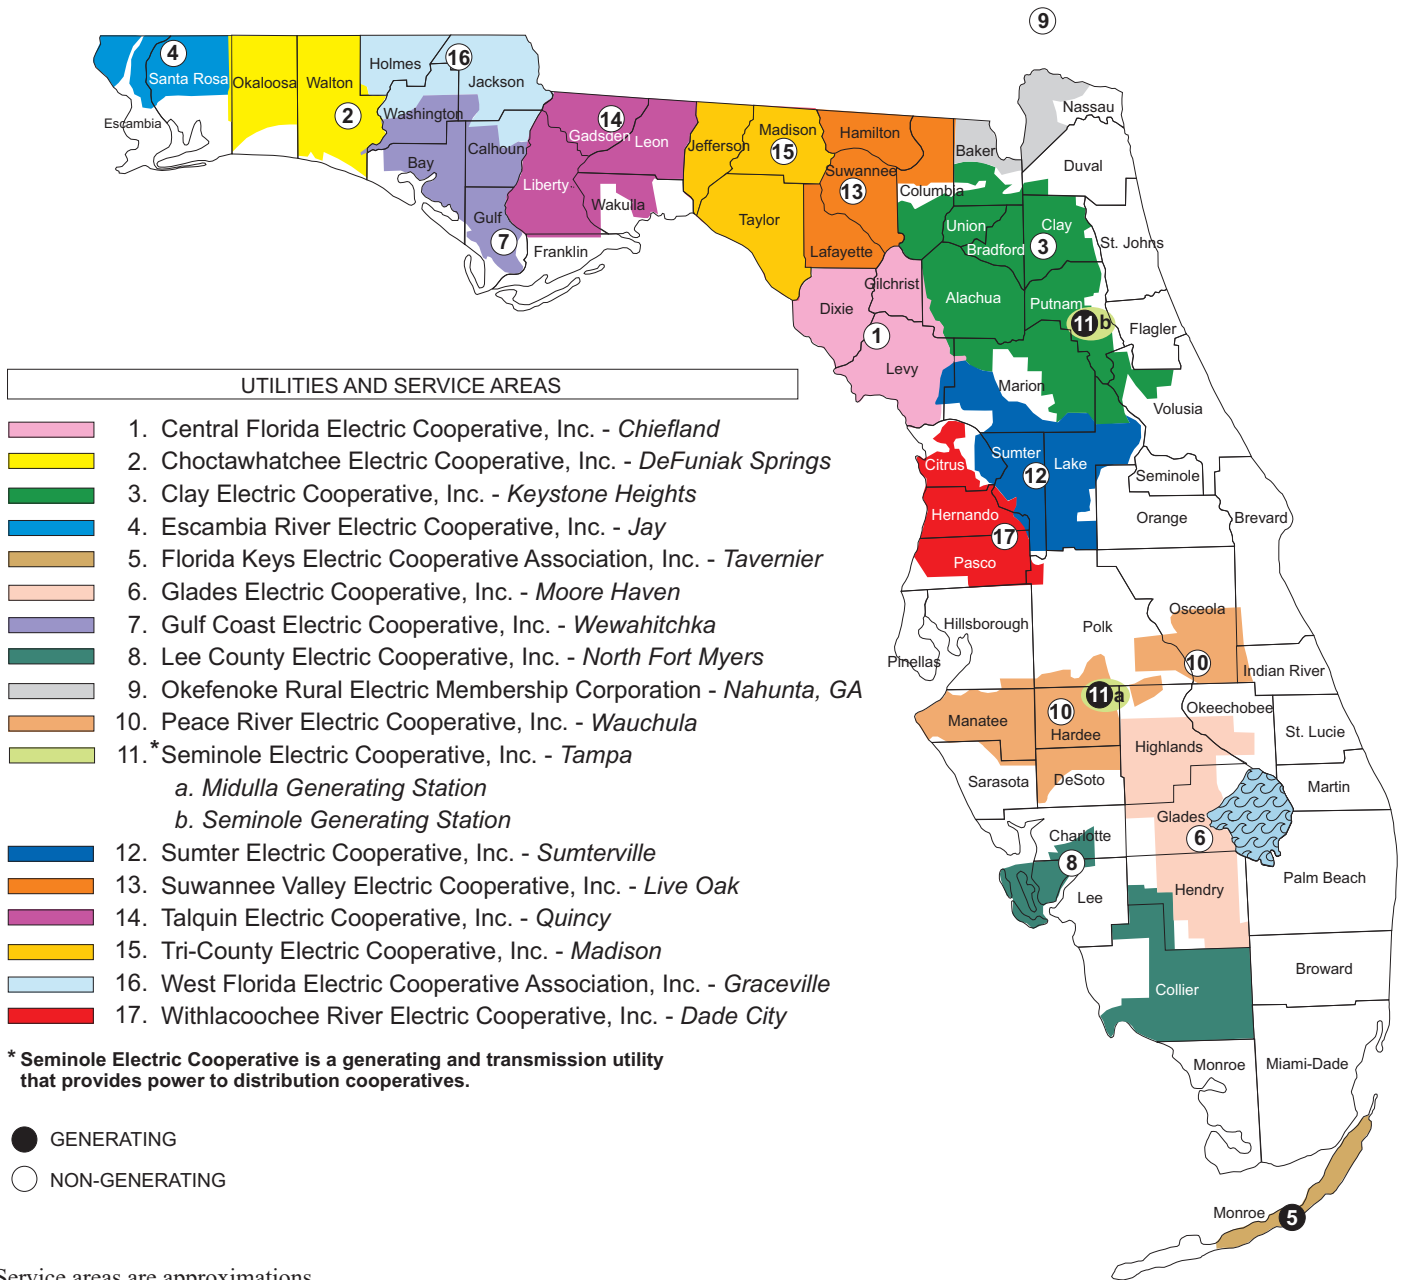 9
4
16
Holmes
Nassau
Santa Rosa
Okaloosa
Walton
Jackson
2
Washington
14
Escambia
Gadsden
Leon
Jefferson
Madison
15
Hamilton
Baker
Calhoun
Bay
Duval
Suwannee
13
Columbia
Liberty
Wakulla
Gulf
7
Franklin
Taylor
Union
Clay
3
Bradford
St. Johns
Lafayette
Gilchrist
Dixie
Alachua
Putnam
11 b
Flagler
1
Levy
Marion
Volusia
Citrus
Sumter
12
Lake
Seminole
Hernando
17
Orange
Brevard
Pasco
Hillsborough
Polk
Osceola
10
Pinellas
Indian River
11 a
Manatee
10
Hardee
Okeechobee
St. Lucie
Highlands
Sarasota
DeSoto
Martin
Glades
6
Charlotte
8
Lee
Hendry
Palm Beach
Broward
Collier
Monroe
Miami-Dade
Monroe
5
UTILITIES AND SERVICE AREAS
1. Central Florida Electric Cooperative, Inc. - Chiefland
2. Choctawhatchee Electric Cooperative, Inc. - DeFuniak Springs
3. Clay Electric Cooperative, Inc. - Keystone Heights
4. Escambia River Electric Cooperative, Inc. - Jay
5. Florida Keys Electric Cooperative Association, Inc. - Tavernier
6. Glades Electric Cooperative, Inc. - Moore Haven
7. Gulf Coast Electric Cooperative, Inc. - Wewahitchka
8. Lee County Electric Cooperative, Inc. - North Fort Myers
9. Okefenoke Rural Electric Membership Corporation - Nahunta, GA
10. Peace River Electric Cooperative, Inc. - Wauchula
11.* Seminole Electric Cooperative, Inc. - Tampa
a. Midulla Generating Station
b. Seminole Generating Station
12. Sumter Electric Cooperative, Inc. - Sumterville
13. Suwannee Valley Electric Cooperative, Inc. - Live Oak
14. Talquin Electric Cooperative, Inc. - Quincy
15. Tri-County Electric Cooperative, Inc. - Madison
16. West Florida Electric Cooperative Association, Inc. - Graceville
17. Withlacoochee River Electric Cooperative, Inc. - Dade City
* Seminole Electric Cooperative is a generating and transmission utility
that provides power to distribution cooperatives.
GENERATING
NON-GENERATING
Service areas are approximations